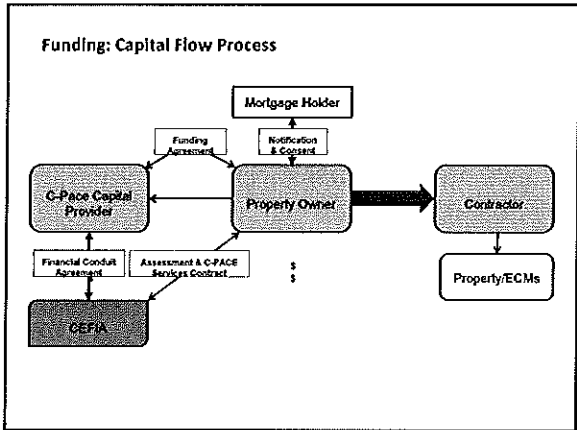 Funding: Capital Flow Process
Mortgage Holder
Funding
Agreement
Notification
& Consent
C-Pace Capital
Provider
Property Owner
Contractor
Financial Conduit
Agreement
Assessment & C-PACE
Services Contract
$
$
Property/ECMs
CEFIA